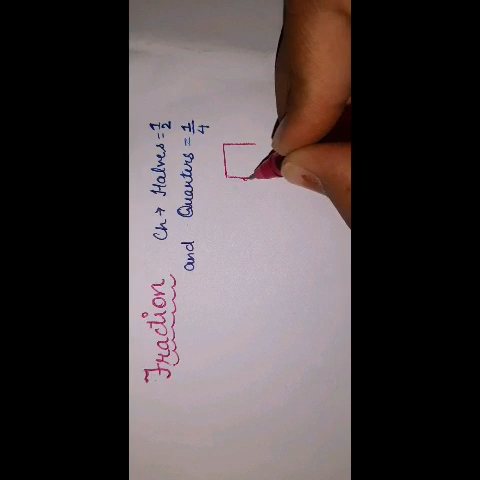 Fraction
Ch → Halves = 1/2
and Quarters = 1/4